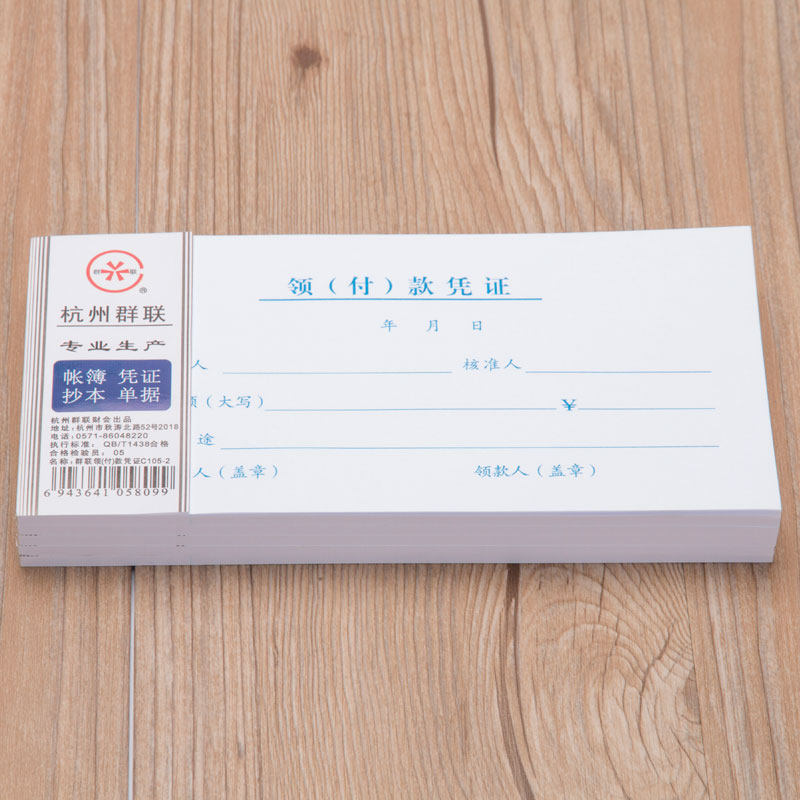 群联
®
杭州群联
专业生产
帐簿 凭证
抄本 单据
杭州群联财会出品
地址:杭州市秋涛北路52号2018
电话:0571-86048220
执行标准: QB/T1438合格
合格检验员: 05
名称:群联领(付)款凭证C105-2
6 943641 058099
领(付)款凭证
年 月 日
人 核准人
(大写) ¥
途
人(盖章) 领款人(盖章)